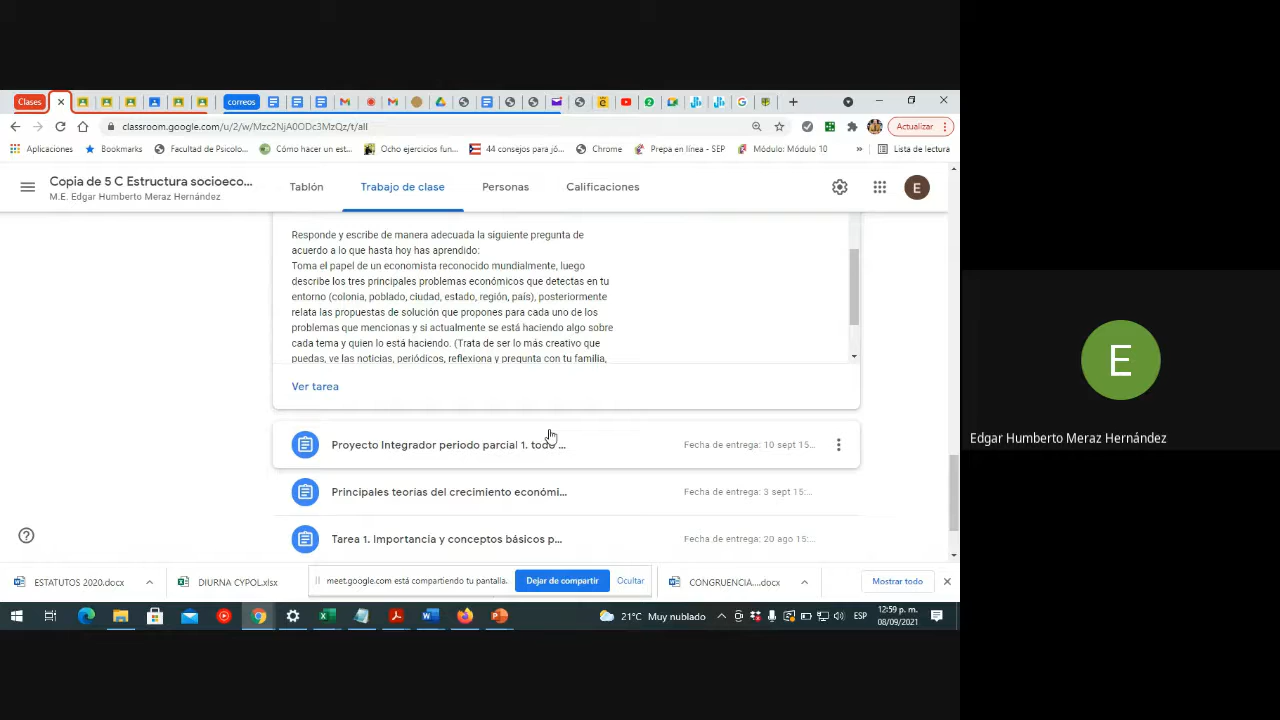 Clases
correos
classroom.google.com/u/2/w/Mzc2NjA0ODc3MzQz/t/all
Actualizar
Aplicaciones
Bookmarks
Facultad de Psicolo...
Cómo hacer un est...
Ocho ejercicios fun...
44 consejos para jó...
Chrome
Prepa en línea - SEP
Módulo: Módulo 10
»
Lista de lectura
Copia de 5 C Estructura socioeco...
M.E. Edgar Humberto Meraz Hernández
Tablón
Trabajo de clase
Personas
Calificaciones
E
Responde y escribe de manera adecuada la siguiente pregunta de
acuerdo a lo que hasta hoy has aprendido:
Toma el papel de un economista reconocido mundialmente, luego
describe los tres principales problemas económicos que detectas en tu
entorno (colonia, poblado, ciudad, estado, región, país), posteriormente
relata las propuestas de solución que propones para cada uno de los
problemas que mencionas y si actualmente se está haciendo algo sobre
cada tema y quien lo está haciendo. (Trata de ser lo más creativo que
puedas, ve las noticias, periódicos, reflexiona y pregunta con tu familia,
Ver tarea
Proyecto Integrador periodo parcial 1. todo ...
Fecha de entrega: 10 sept 15...
Principales teorías del crecimiento económi...
Fecha de entrega: 3 sept 15:...
Tarea 1. Importancia y conceptos básicos p...
Fecha de entrega: 20 ago 15:...
E
Edgar Humberto Meraz Hernández
ESTATUTOS 2020.docx
DIURNA CYPOL.xlsx
meet.google.com está compartiendo tu pantalla.
Dejar de compartir
Ocultar
CONGRUENCIA....docx
Mostrar todo
21°C Muy nublado
ESP
12:59 p. m.
08/09/2021